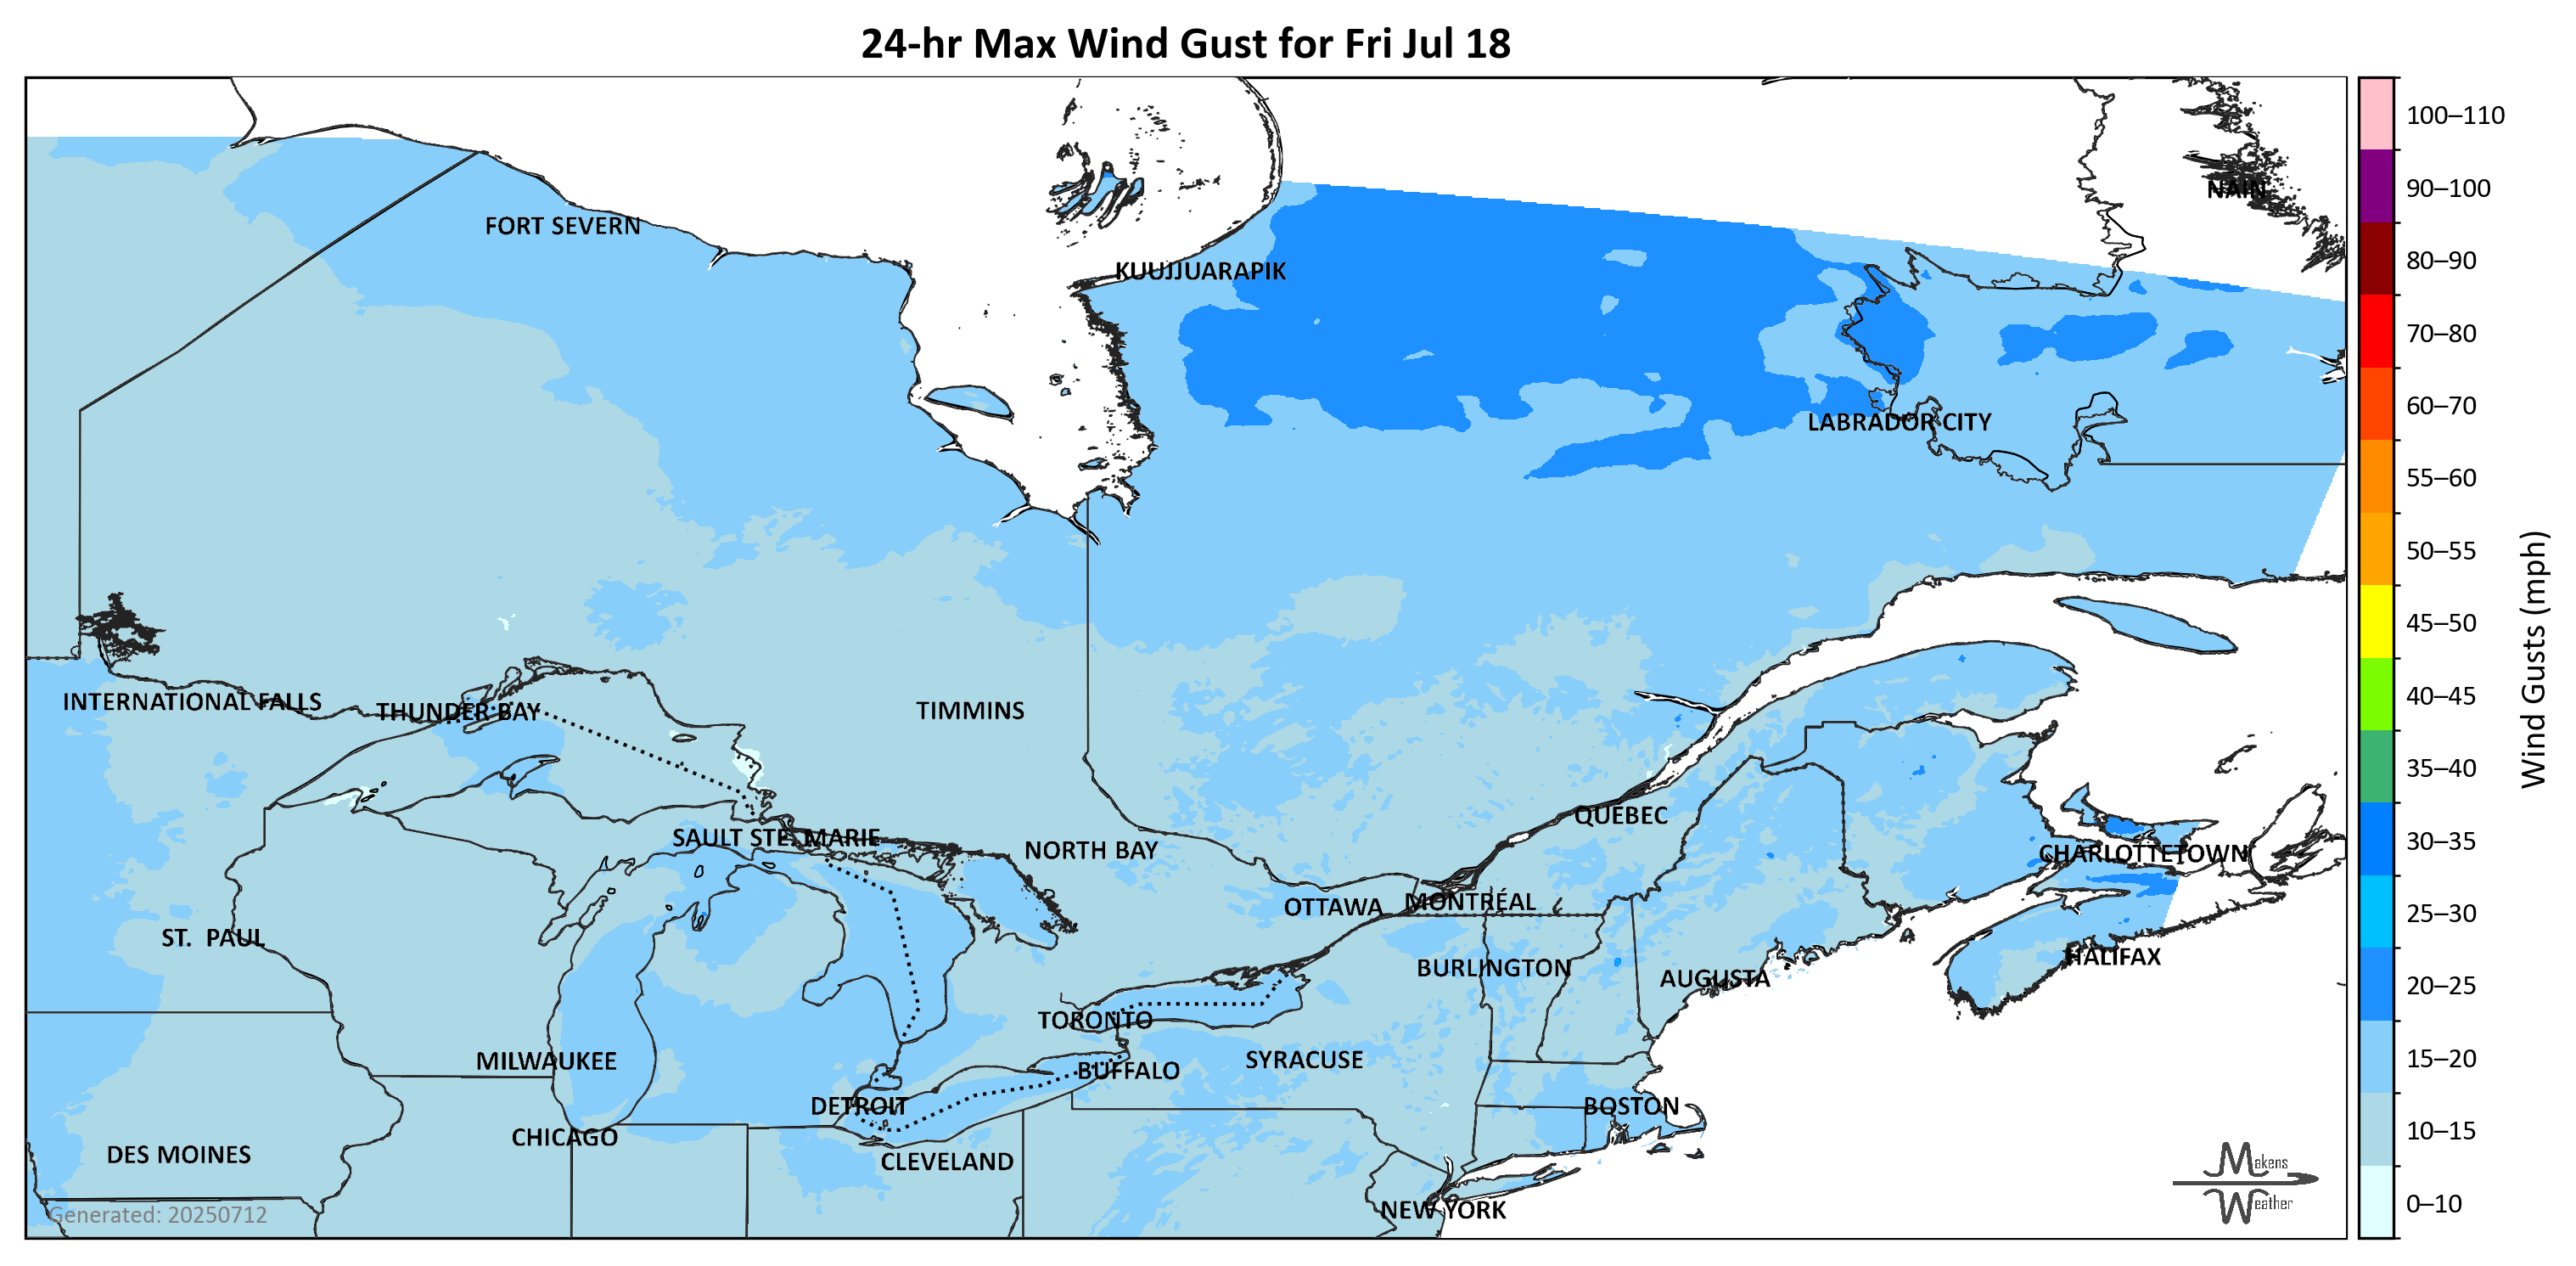 24-hr Max Wind Gust for Fri Jul 18
100–110
NAIN
90–100
FORT SEVERN
80–90
KUUJJUARAPIK
70–80
60–70
LABRADOR CITY
55–60
50–55
45–50
Wind Gusts (mph)
INTERNATIONAL FALLS
THUNDER BAY
TIMMINS
40–45
35–40
QUEBEC
SAULT STE. MARIE
NORTH BAY
30–35
CHARLOTTETOWN
OTTAWA
MONTRÉAL
25–30
ST. PAUL
BURLINGTON
HALIFAX
AUGUSTA
20–25
TORONTO
MILWAUKEE
SYRACUSE
15–20
BUFFALO
DETROIT
BOSTON
CHICAGO
10–15
DES MOINES
CLEVELAND
Makens
Weather
0–10
NEW YORK
Generated: 20250712